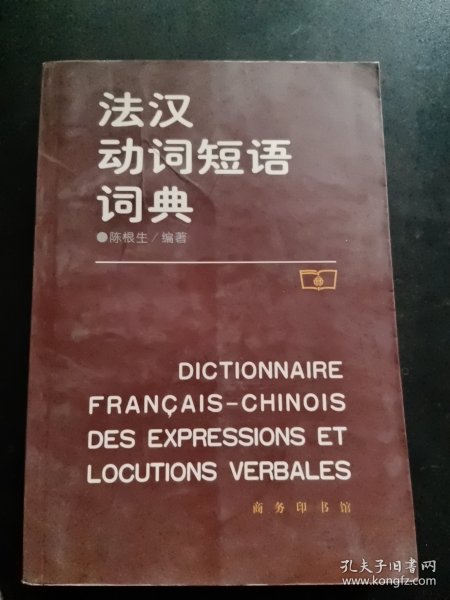 法汉
动词短语
词典
●陈根生/编著
DICTIONNAIRE
FRANÇAIS-CHINOIS
DES EXPRESSIONS ET
LOCUTIONS VERBALES
商务印书馆
孔夫子旧书网
www.kongfz.com